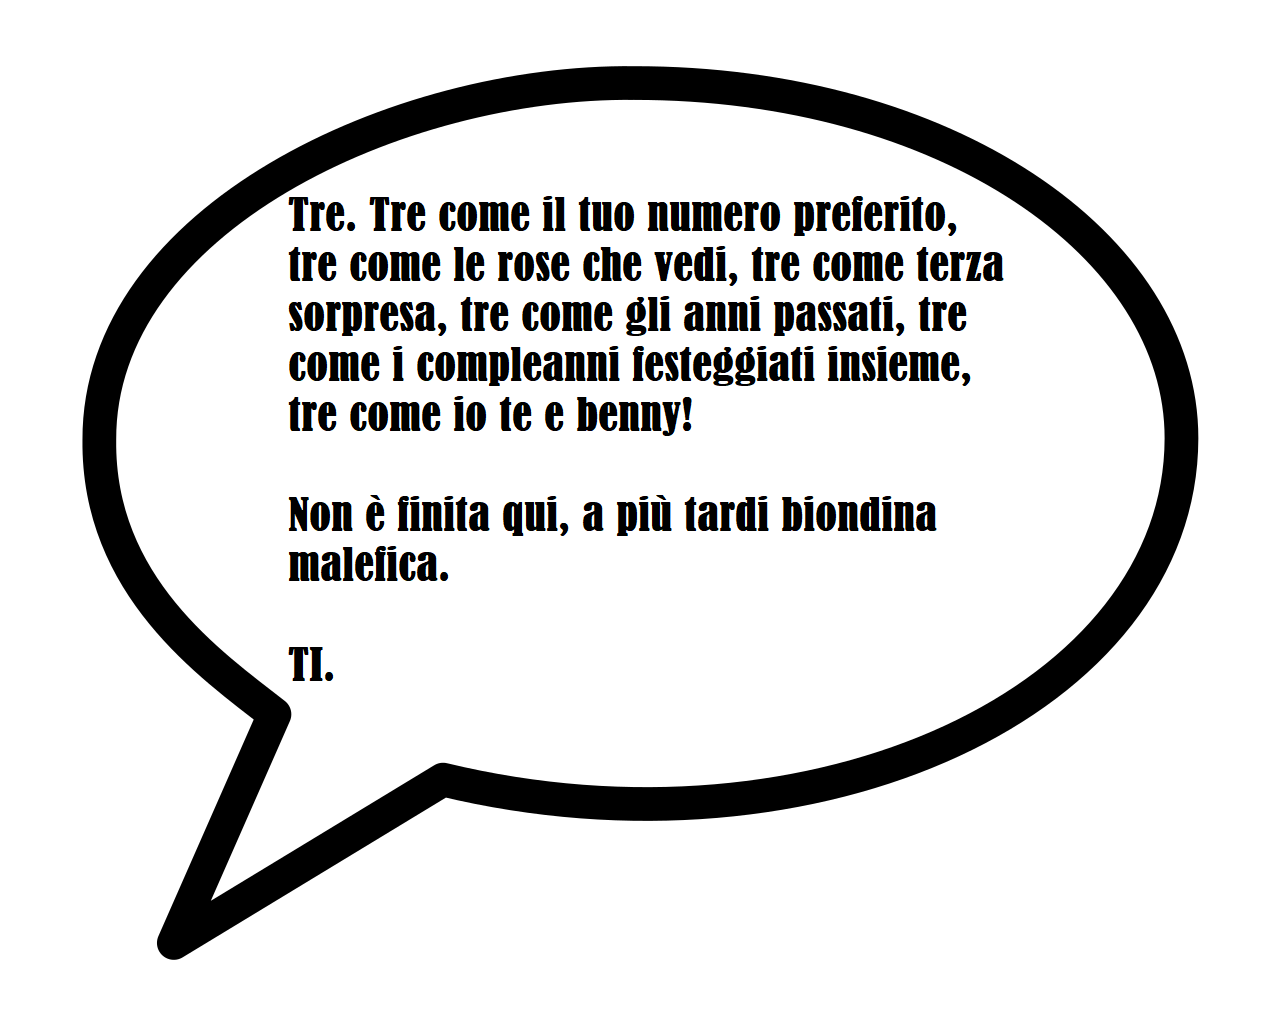 Tre. Tre come il tuo numero preferito,
tre come le rose che vedi, tre come terza
sorpresa, tre come gli anni passati, tre
come i compleanni festeggiati insieme,
tre come io te e benny!
Non è finita qui, a più tardi biondina
malefica.
TI.